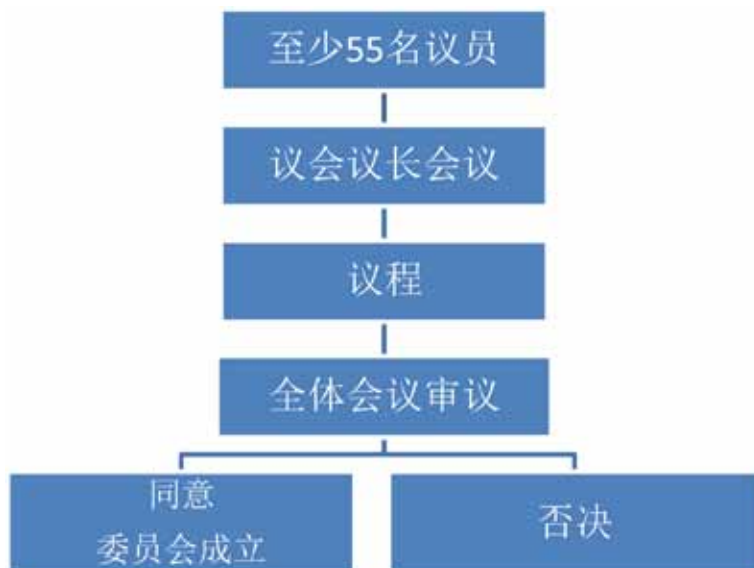 至少55名议员
议会议长会议
议程
全体会议审议
同意
委员会成立
否决